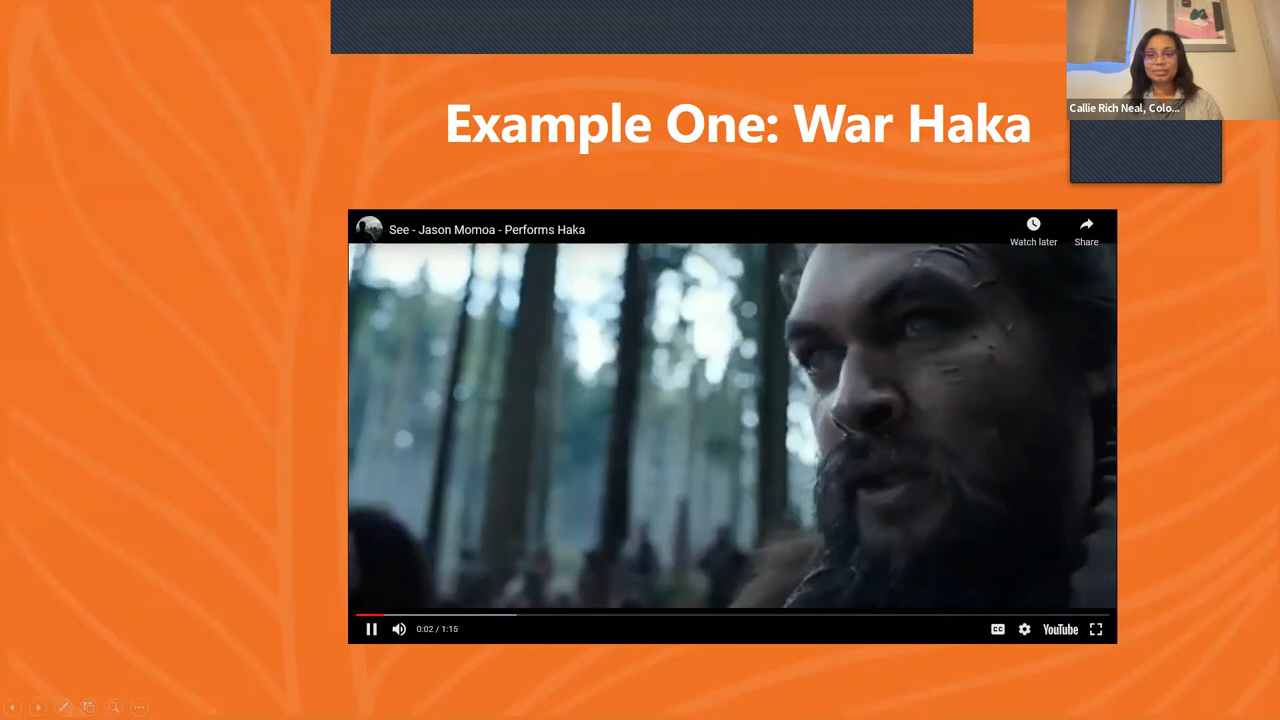 Callie Rich Neal, Colo...
Example One: War Haka
See - Jason Momoa - Performs Haka
Watch later
Share
0:02 / 1:15
CC
YouTube